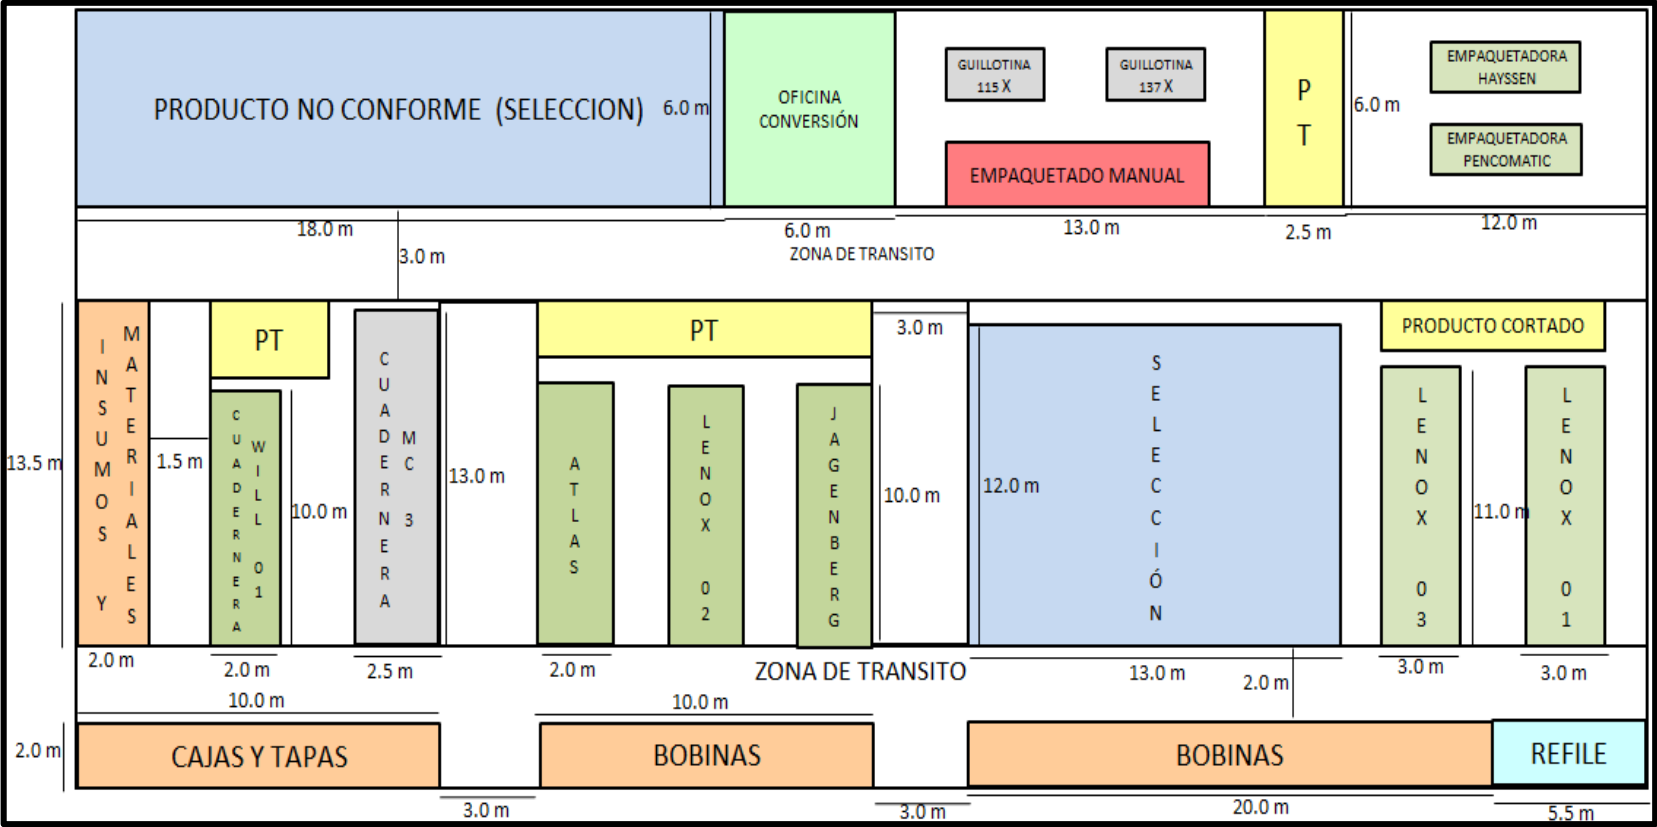 PRODUCTO NO CONFORME (SELECCION)
6.0 m
OFICINA
CONVERSIÓN
GUILLOTINA
115 X
GUILLOTINA
137 X
EMPAQUETADO MANUAL
P
T
6.0 m
EMPAQUETADORA
HAYSSEN
EMPAQUETADORA
PENCOMATIC
18.0 m
6.0 m
13.0 m
2.5 m
12.0 m
3.0 m
ZONA DE TRANSITO
13.5 m
INSUMOS Y
MATERIALES
1.5 m
PT
CUADERNERA
WILL 01
10.0 m
CUADERNERA
MC 3
13.0 m
PT
ATLAS
LENOX 02
JAGENBERG
3.0 m
10.0 m
12.0 m
SELECCIÓN
PRODUCTO CORTADO
LENOX 03
11.0 m
LENOX 01
2.0 m
2.0 m
2.5 m
2.0 m
ZONA DE TRANSITO
13.0 m
2.0 m
3.0 m
3.0 m
10.0 m
10.0 m
2.0 m
CAJAS Y TAPAS
BOBINAS
BOBINAS
REFILE
3.0 m
3.0 m
20.0 m
5.5 m